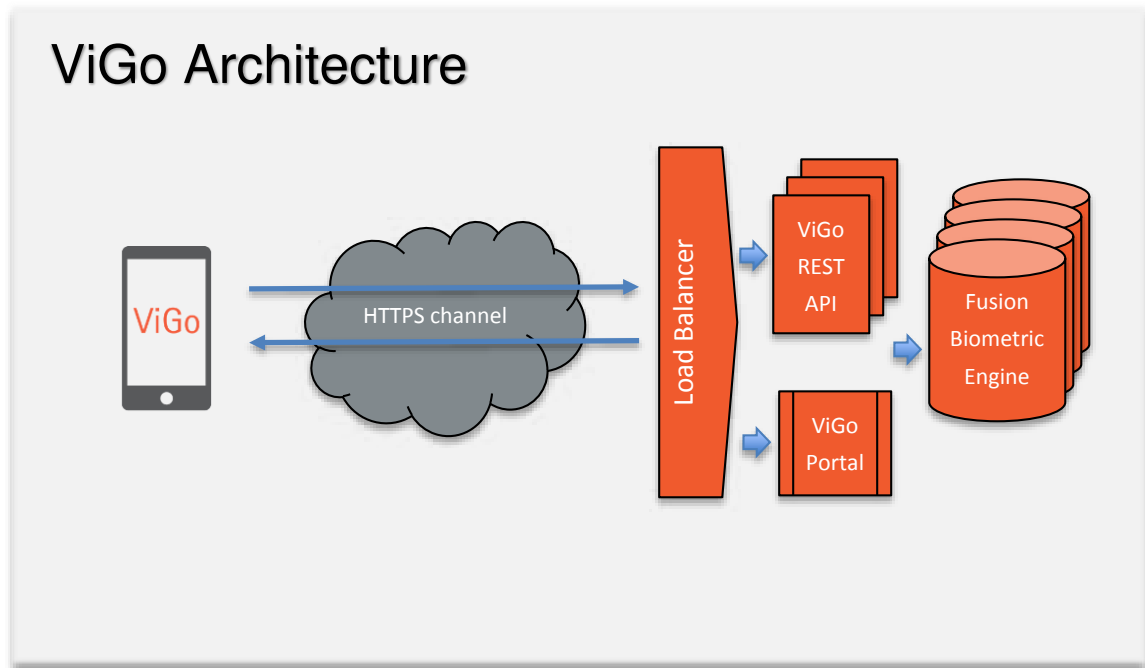 ViGo Architecture
ViGo
HTTPS channel
Load Balancer
ViGo
REST
API
Fusion
Biometric
Engine
ViGo
Portal